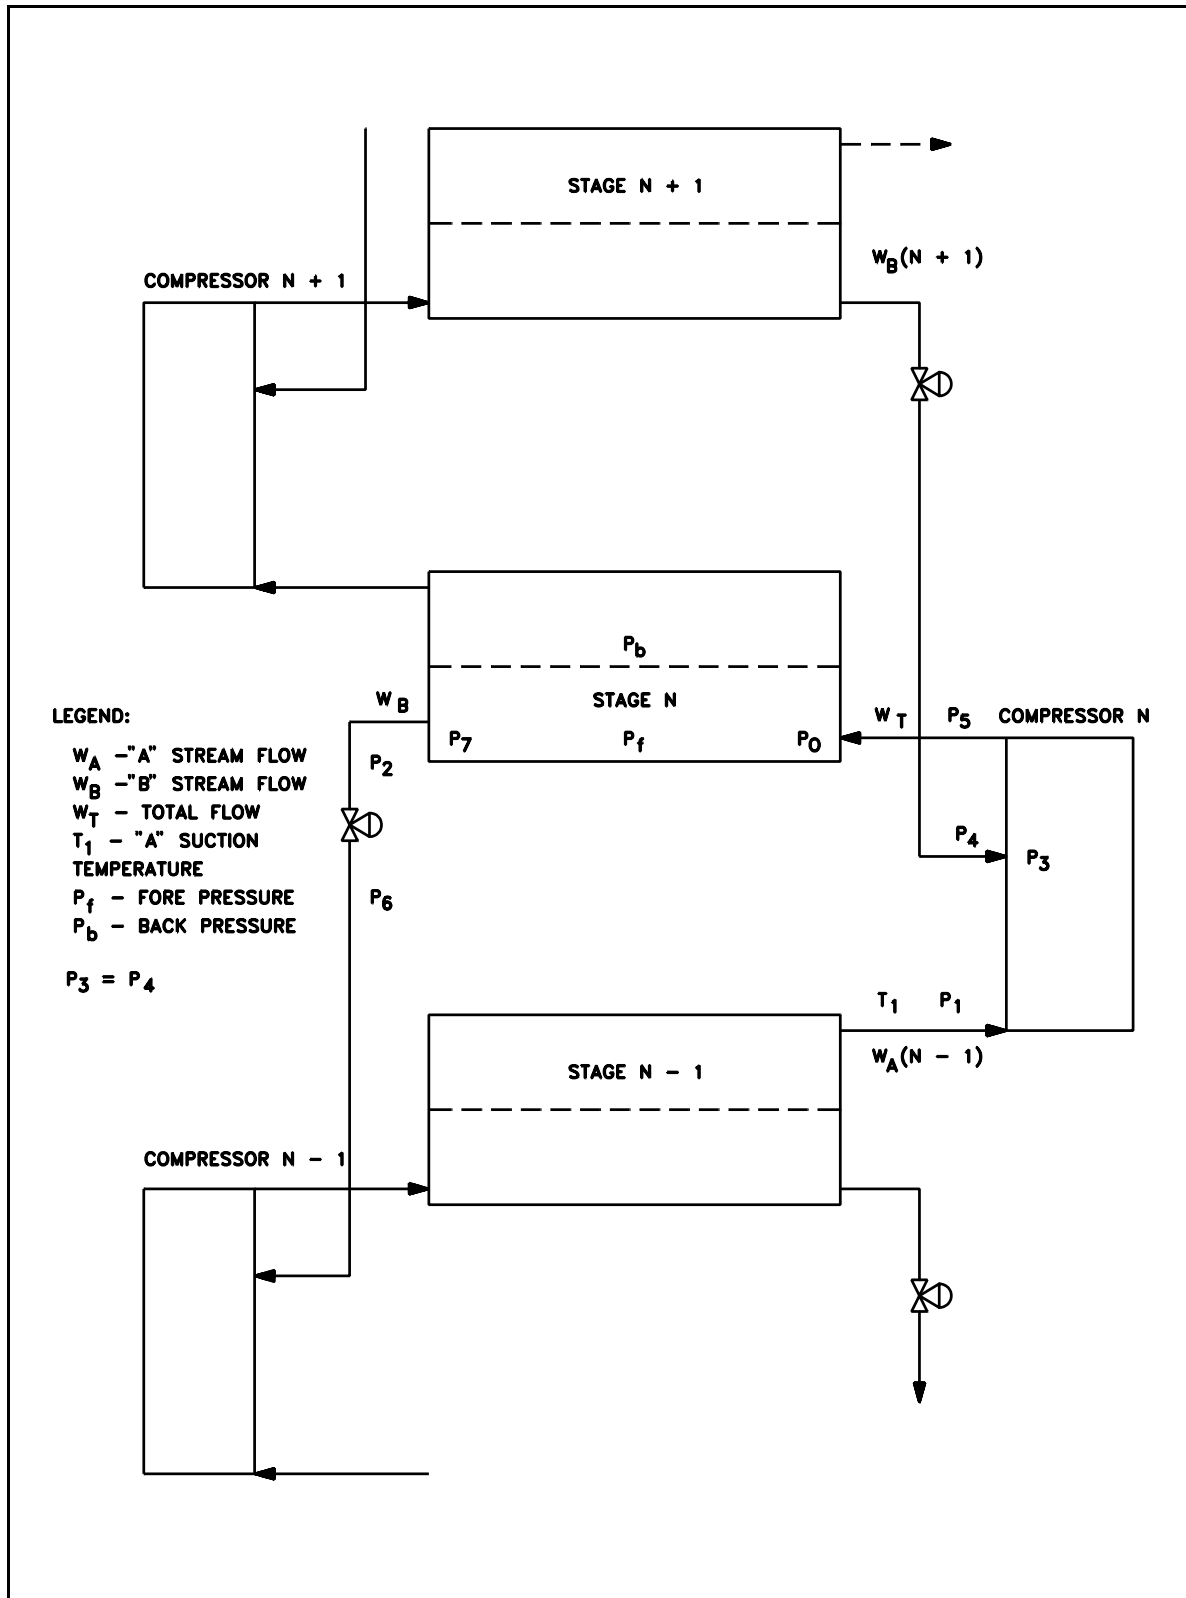 STAGE N + 1
W_B(N + 1)
COMPRESSOR N + 1
P_b
STAGE N
W_B
W_T
P_5
COMPRESSOR N
P_7
P_f
P_0
P_2
LEGEND:
W_A -"A" STREAM FLOW
W_B -"B" STREAM FLOW
W_T - TOTAL FLOW
T_1 - "A" SUCTION
TEMPERATURE
P_f - FORE PRESSURE
P_b - BACK PRESSURE
P_3 = P_4
P_4
P_3
P_6
T_1
P_1
W_A(N - 1)
STAGE N - 1
COMPRESSOR N - 1